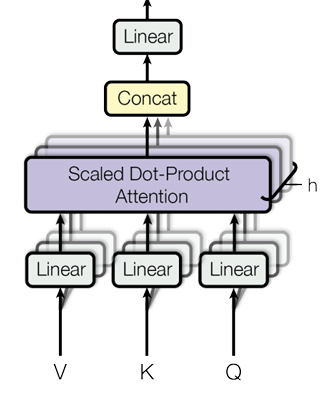 Linear
Concat
Scaled Dot-Product
Attention
h
Linear
Linear
Linear
V
K
Q